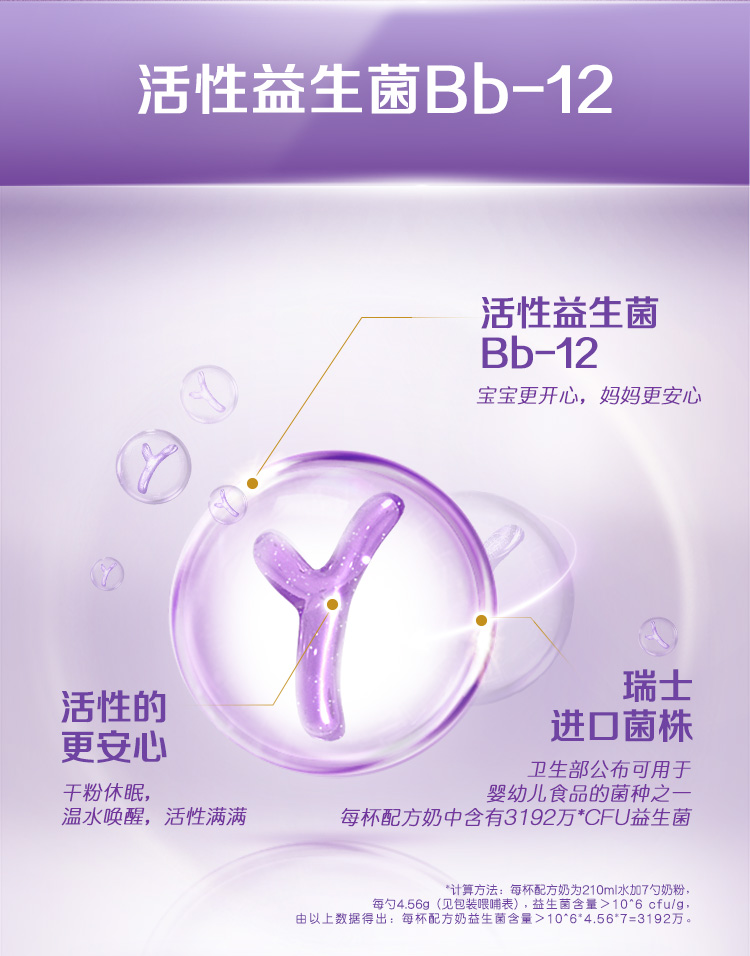 活性益生菌Bb-12
活性益生菌
Bb-12
宝宝更开心，妈妈更安心
活性的
更安心
干粉休眠，
温水唤醒，活性满满
瑞士
进口菌株
卫生部公布可用于
婴幼儿食品的菌种之一
每杯配方奶中含有3192万*CFU益生菌
*计算方法：每杯配方奶为210ml水加7勺奶粉，
每勺4.56g（见包装喂哺表），益生菌含量＞10^6 cfu/g，
由以上数据得出：每杯配方奶益生菌含量＞10^6*4.56*7=3192万。